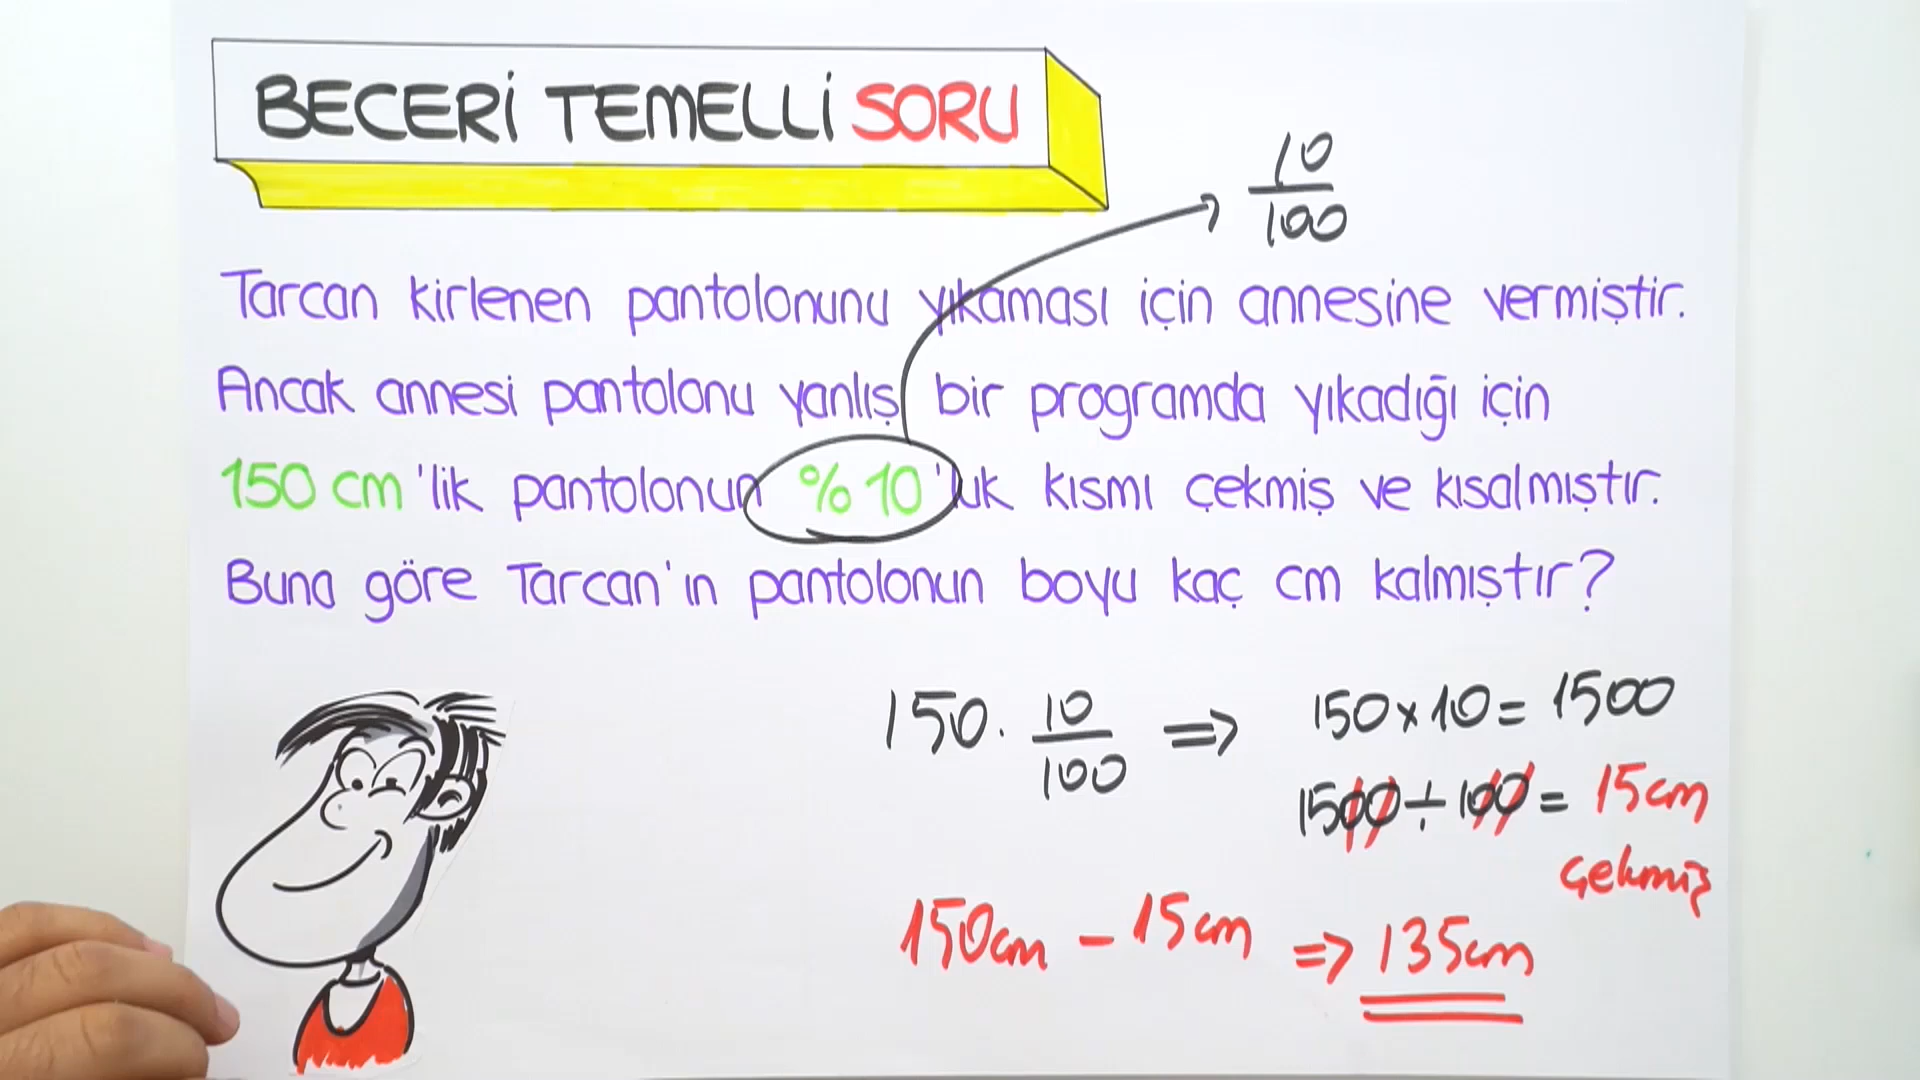 BECERİ TEMELLİ SORU
10
100
Tarcan kirlenen pantolonunu yıkaması için annesine vermiştir.
Ancak annesi pantolonu yanlış bir programda yıkadığı için
150 cm'lik pantolonun %10'luk kısmı çekmiş ve kısalmıştır.
Buna göre Tarcan'ın pantolonun boyu kaç cm kalmıştır?
150 . 10/100 ⇒ 150x10= 1500
1500÷100= 15cm
çekmiş
150cm - 15cm ⇒ 135cm